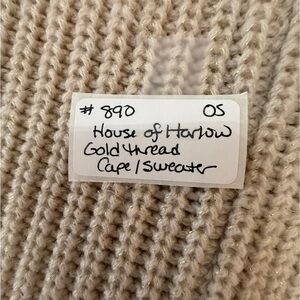 # 890 OS
House of Harlow
Gold thread
Cape / Sweater